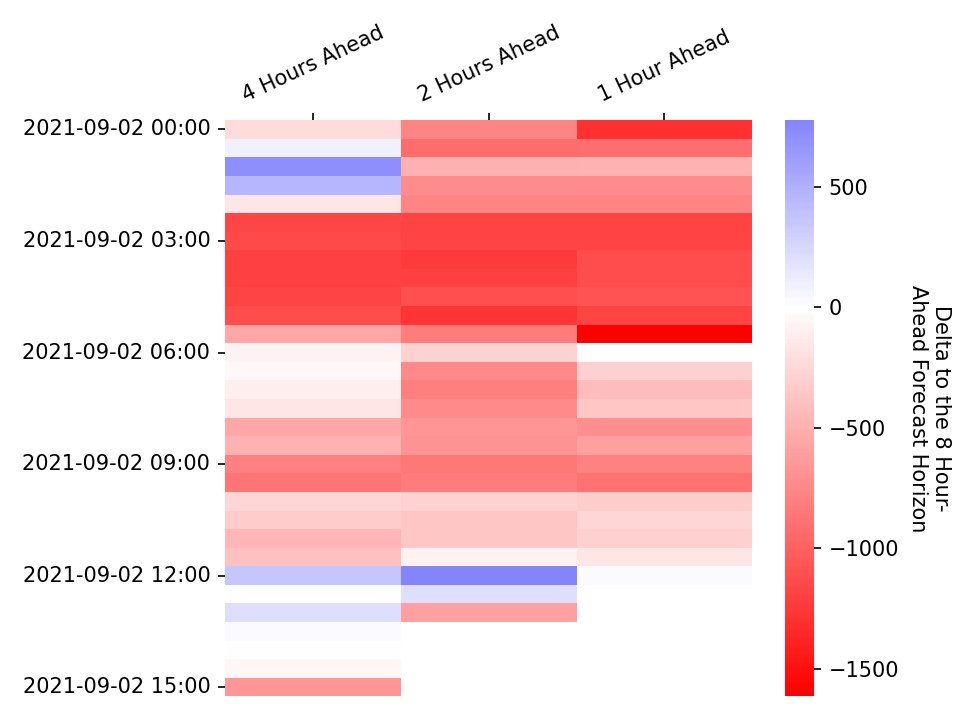 4 Hours Ahead
2 Hours Ahead
1 Hour Ahead
2021-09-02 00:00
2021-09-02 03:00
2021-09-02 06:00
2021-09-02 09:00
2021-09-02 12:00
2021-09-02 15:00
500
0
−500
−1000
−1500
Delta to the 8 Hour-
Ahead Forecast Horizon